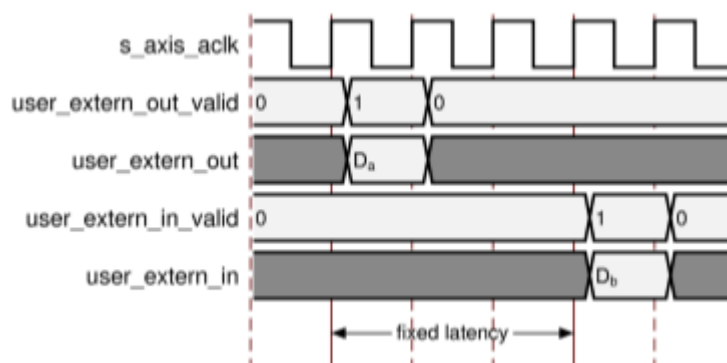 s_axis_aclk
user_extern_out_valid 0 1 0
user_extern_out Da
user_extern_in_valid 0 1 0
user_extern_in Db
fixed latency